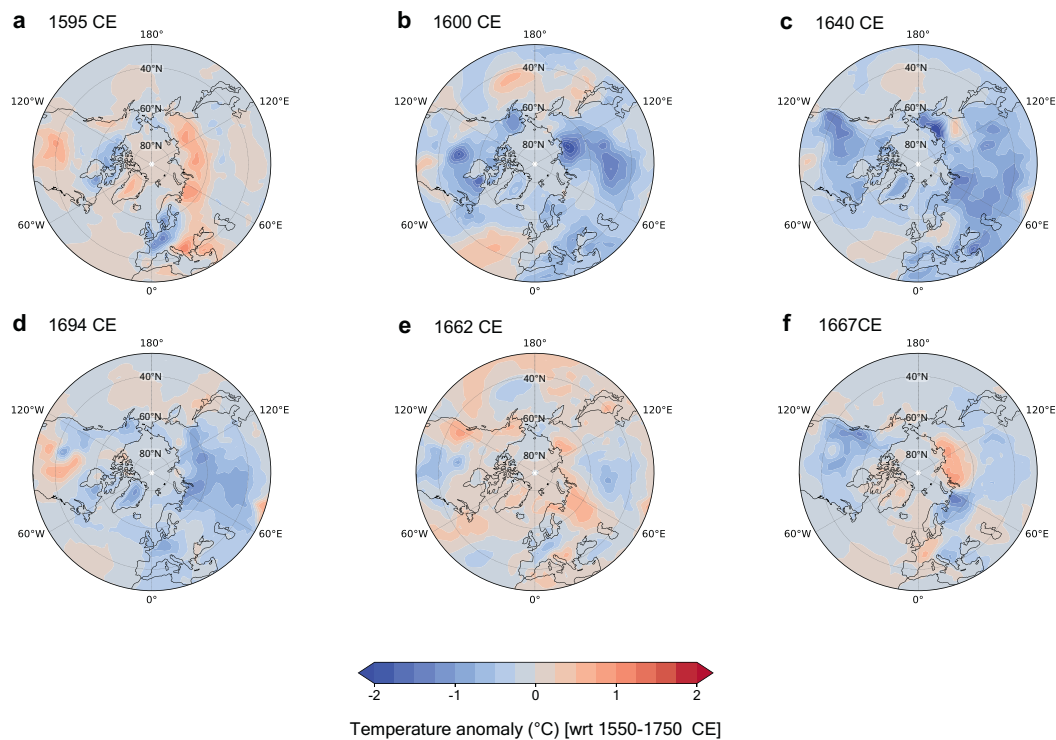 a 1595 CE
b 1600 CE
c 1640 CE
180°
180°
180°
40°N
40°N
40°N
120°W
120°E
120°W
120°E
120°W
120°E
60°N
60°N
60°N
80°N
80°N
80°N
60°W
60°E
60°W
60°E
60°W
60°E
0°
0°
0°
d 1694 CE
e 1662 CE
f 1667CE
180°
180°
180°
40°N
40°N
40°N
120°W
120°E
120°W
120°E
120°W
120°E
60°N
60°N
60°N
80°N
80°N
80°N
60°W
60°E
60°W
60°E
60°W
60°E
0°
0°
0°
-2 -1 0 1 2
Temperature anomaly (°C) [wrt 1550-1750 CE]